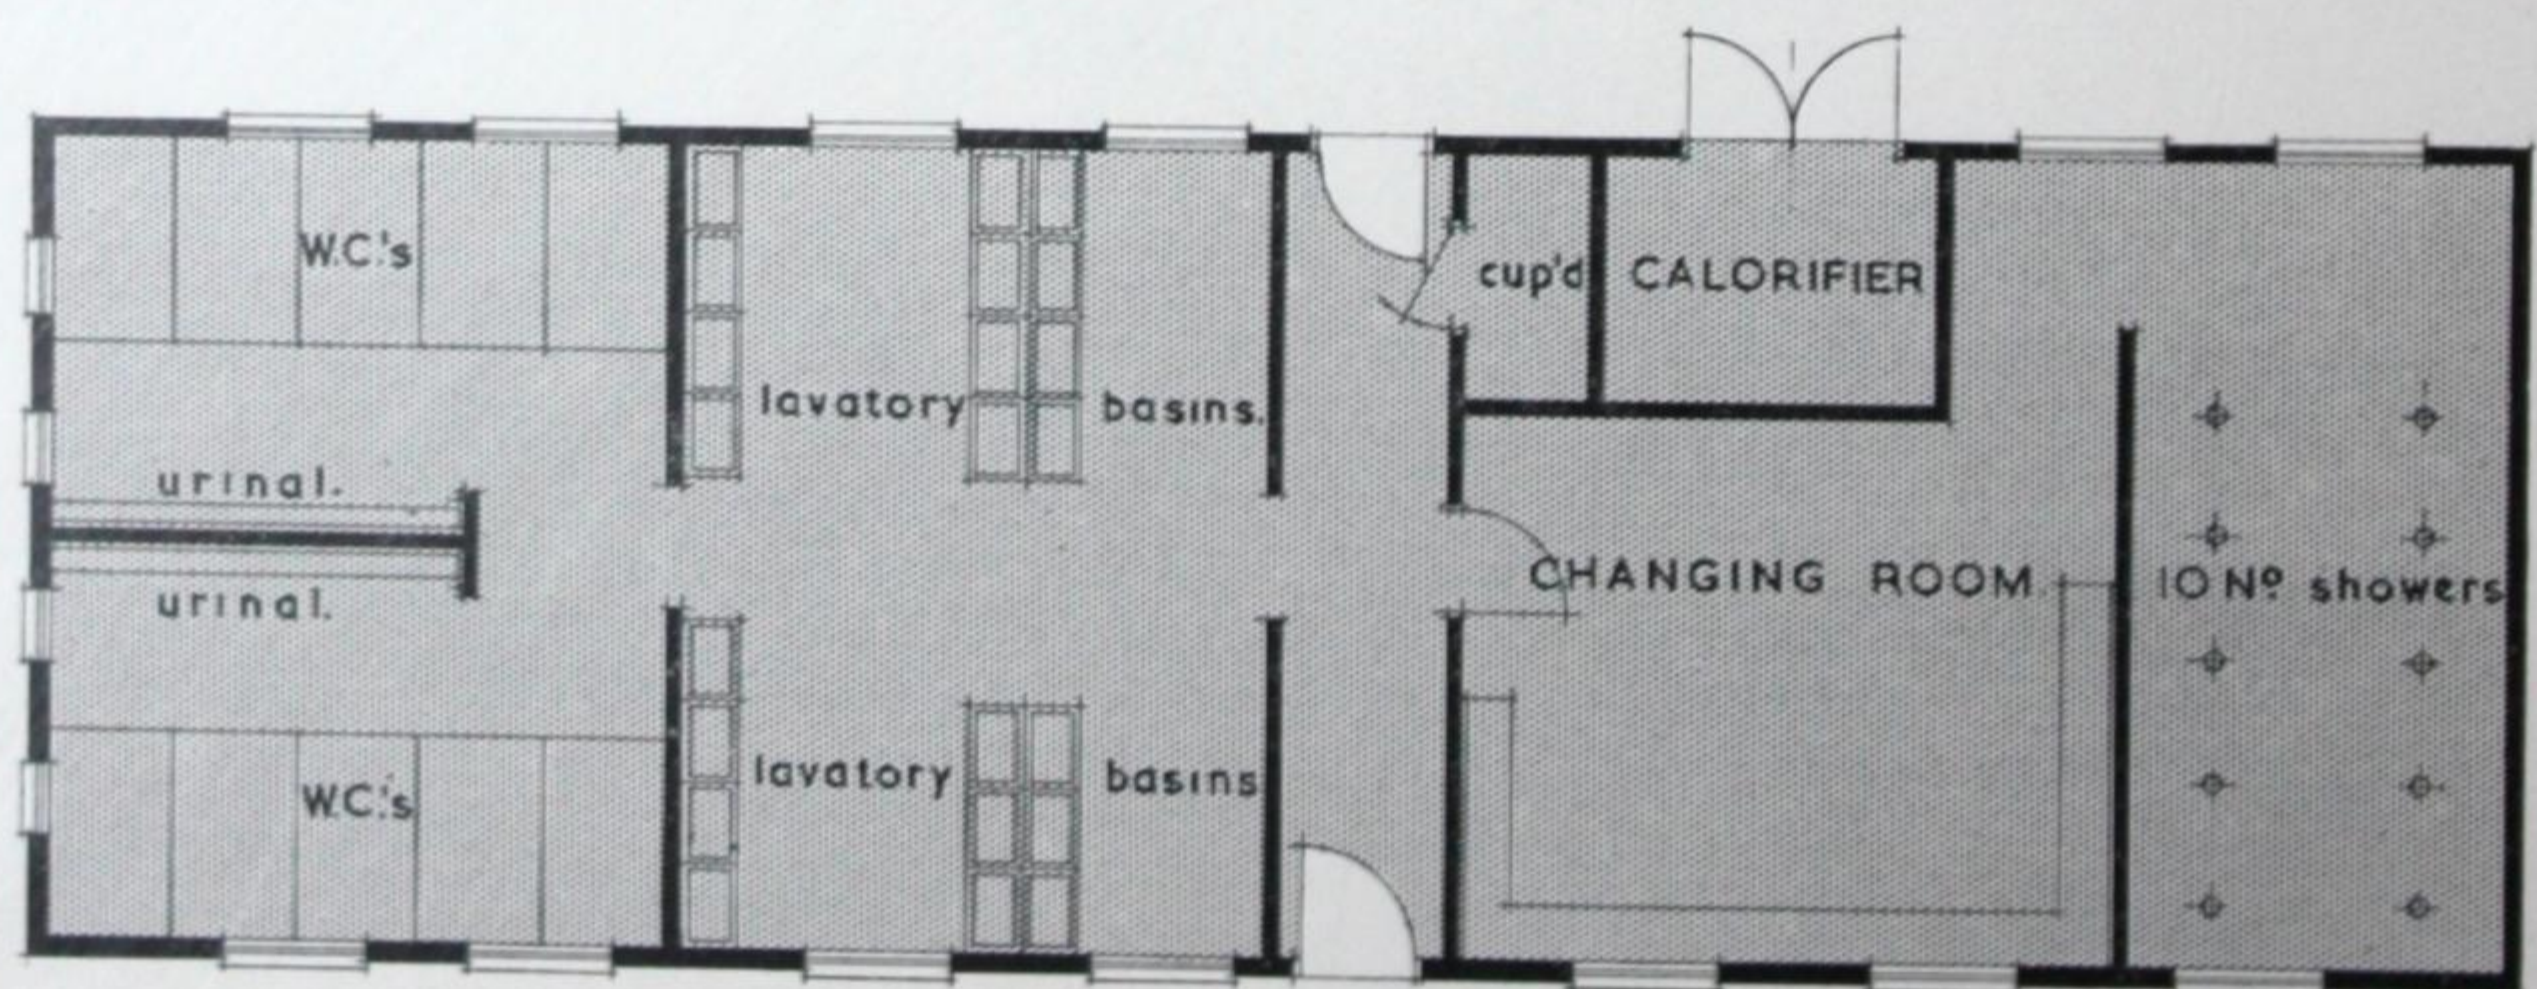 W.C.'s
cup'd
CALORIFIER
lavatory basins.
urinal.
CHANGING ROOM
10 Nº showers
urinal.
lavatory basins
W.C.'s